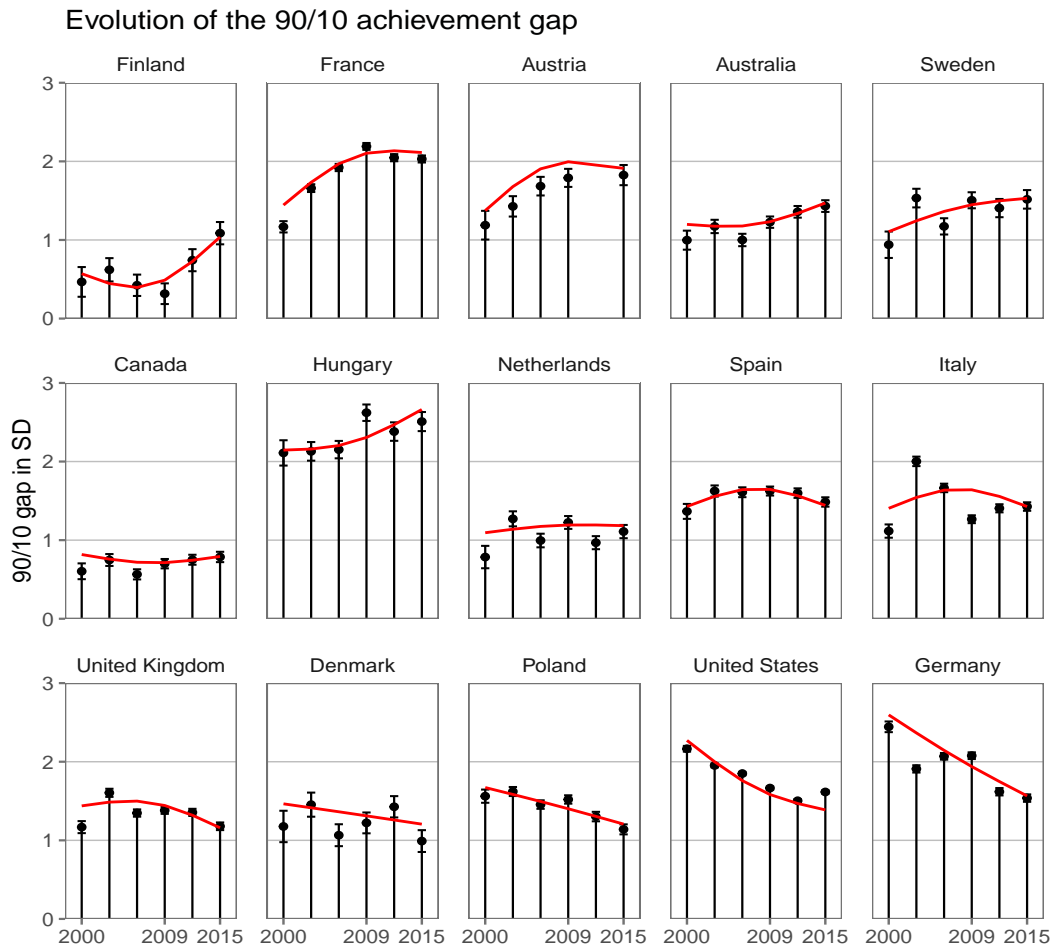 Evolution of the 90/10 achievement gap
Finland France Austria Australia Sweden
3
2
1
0
Canada Hungary Netherlands Spain Italy
3
2
1
0
90/10 gap in SD
United Kingdom Denmark Poland United States Germany
3
2
1
0
2000 2009 2015 2000 2009 2015 2000 2009 2015 2000 2009 2015 2000 2009 2015